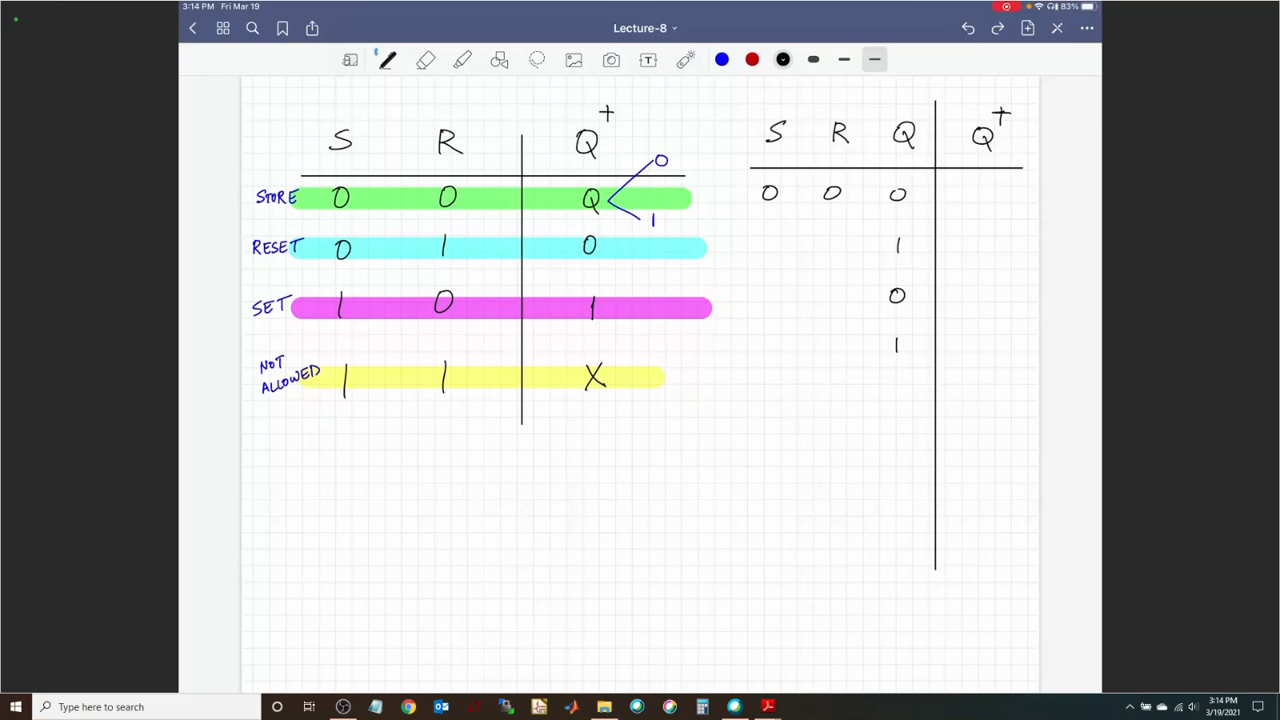 3:14 PM Fri Mar 19
83%
Lecture-8
S R Q+
STORE 0 0 Q 0
1
RESET 0 1 0
SET 1 0 1
NOT ALLOWED 1 1 X
S R Q Q+
0 0 0
1
0
1
Type here to search
3:14 PM
3/19/2021